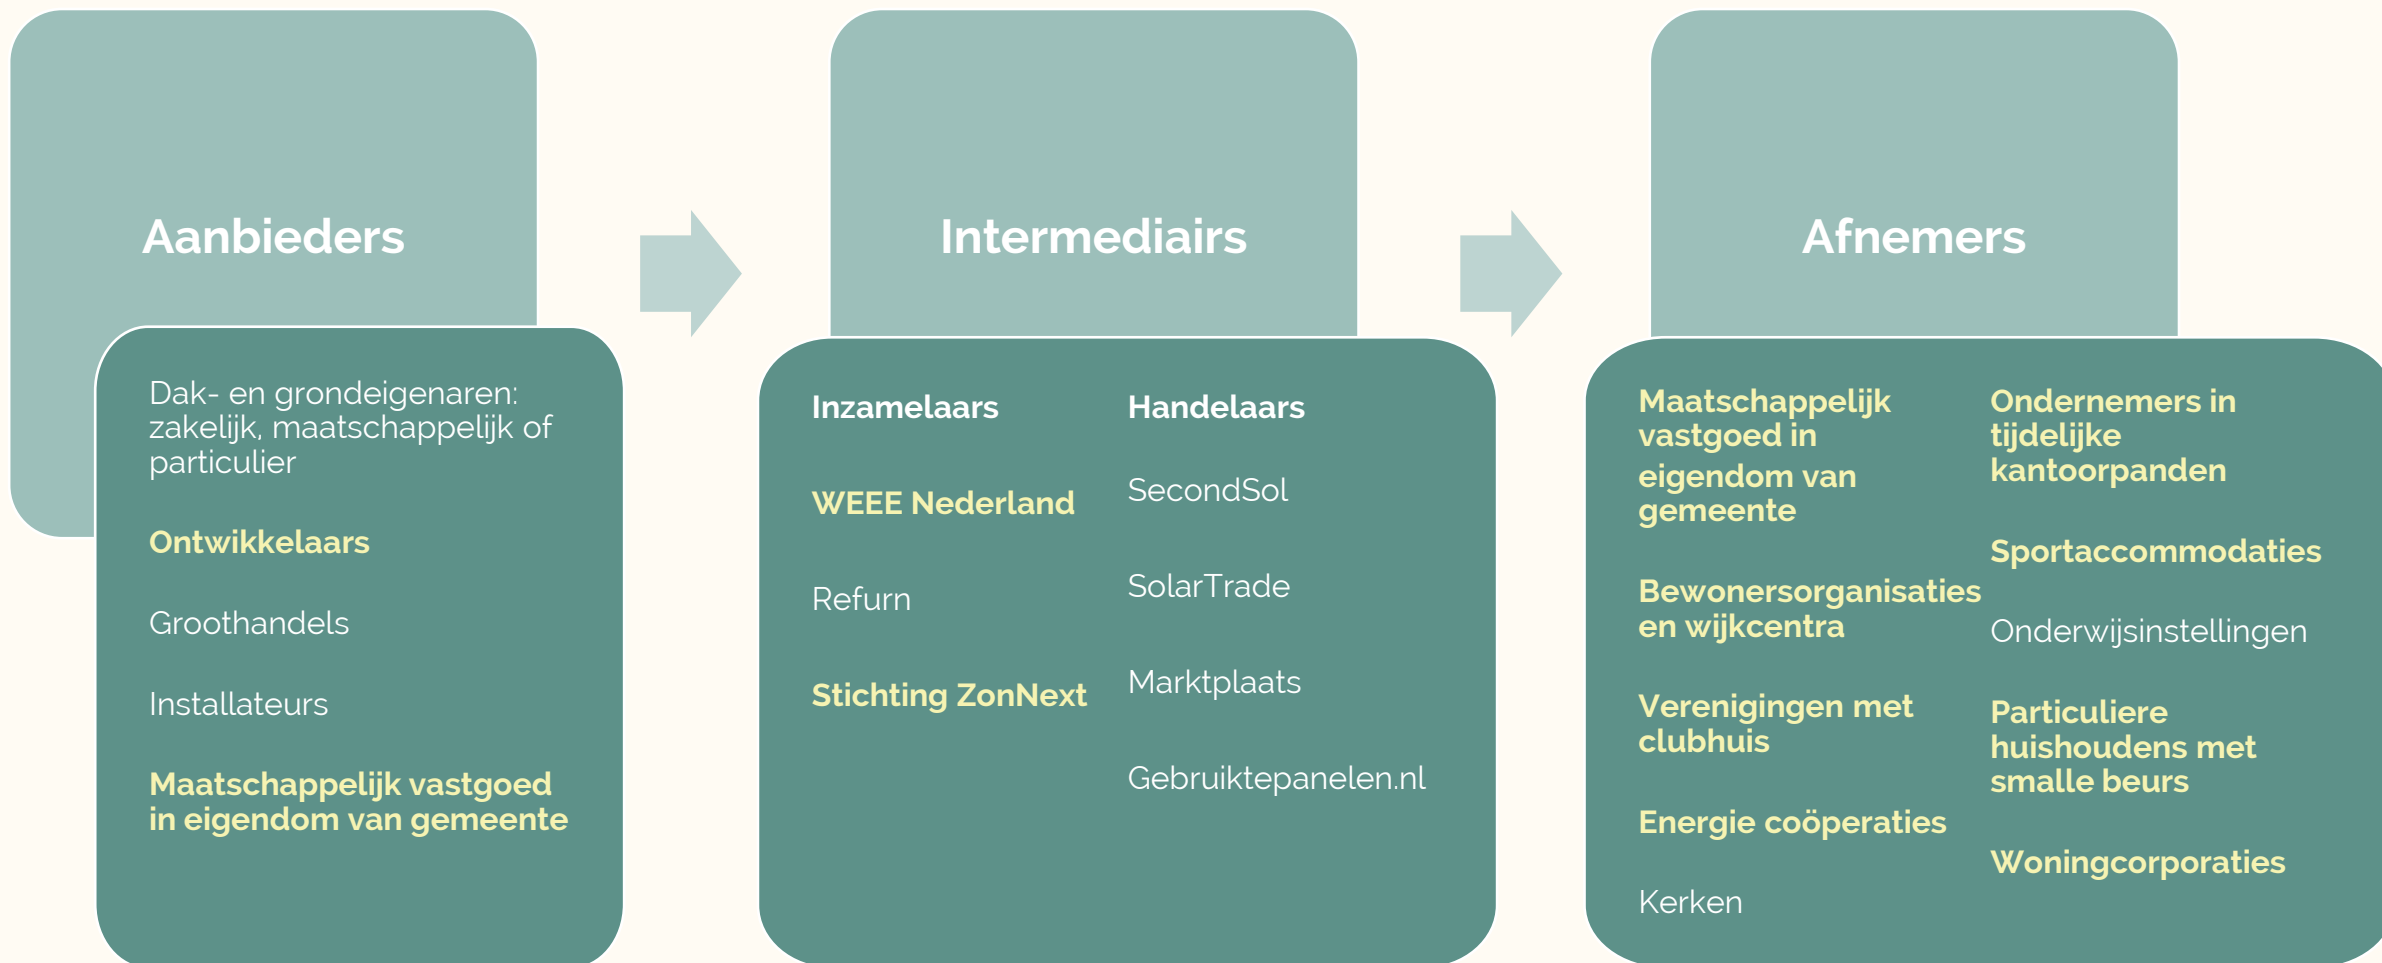 Aanbieders
Dak- en grondeigenaren:
zakelijk, maatschappelijk of
particulier
Ontwikkelaars
Groothandels
Installateurs
Maatschappelijk vastgoed
in eigendom van gemeente
Intermediairs
Inzamelaars
WEEE Nederland
Refurn
Stichting ZonNext
Handelaars
SecondSol
SolarTrade
Marktplaats
Gebruiktepanelen.nl
Afnemers
Maatschappelijk
vastgoed in
eigendom van
gemeente
Bewonersorganisaties
en wijkcentra
Verenigingen met
clubhuis
Energie coöperaties
Kerken
Ondernemers in
tijdelijke
kantoorpanden
Sportaccommodaties
Onderwijsinstellingen
Particuliere
huishoudens met
smalle beurs
Woningcorporaties